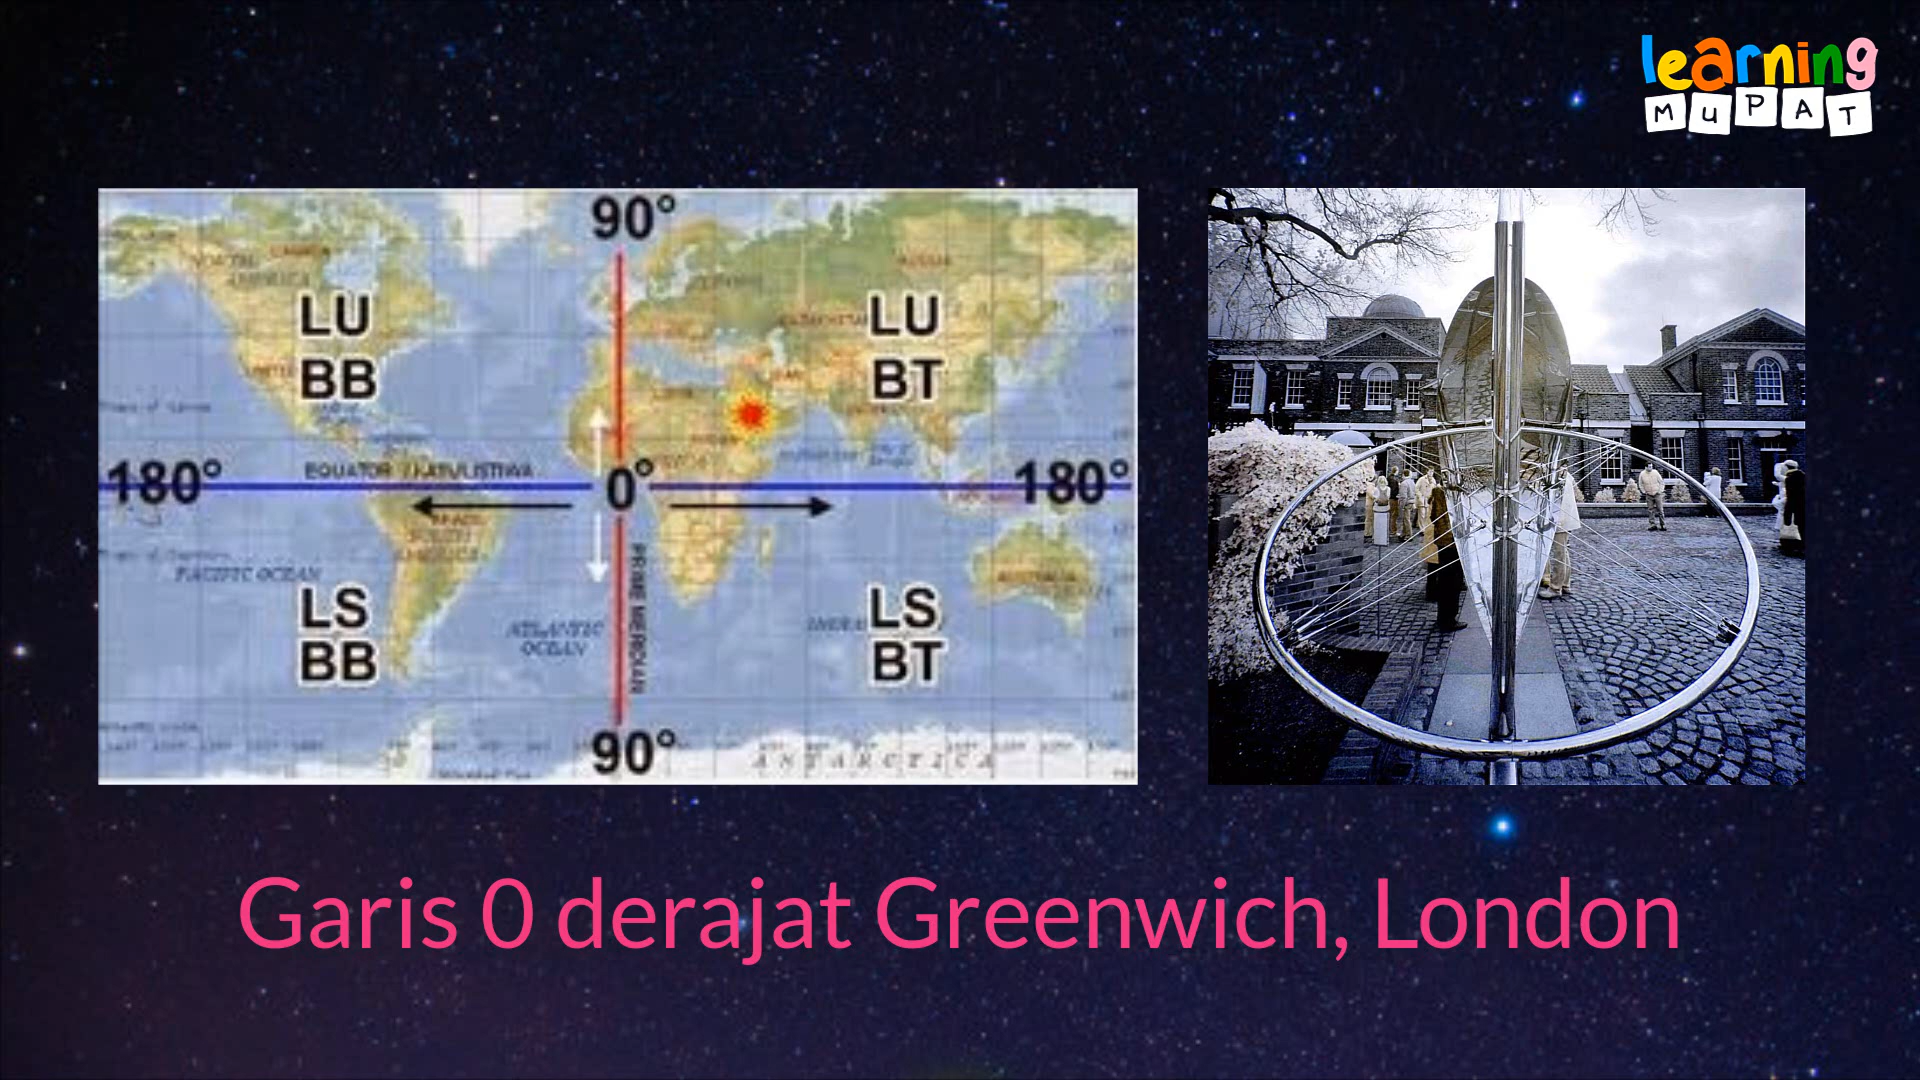 learning
MUPAT
90°
LU
BB
LU
BT
180°
EQUATOR / KATULISTIWA
0°
180°
PRIME MERIDIAN
PACIFIC OCEAN
LS
BB
ATLANTIC
OCEAN
LS
BT
90°
ANTARCTICA
Garis 0 derajat Greenwich, London